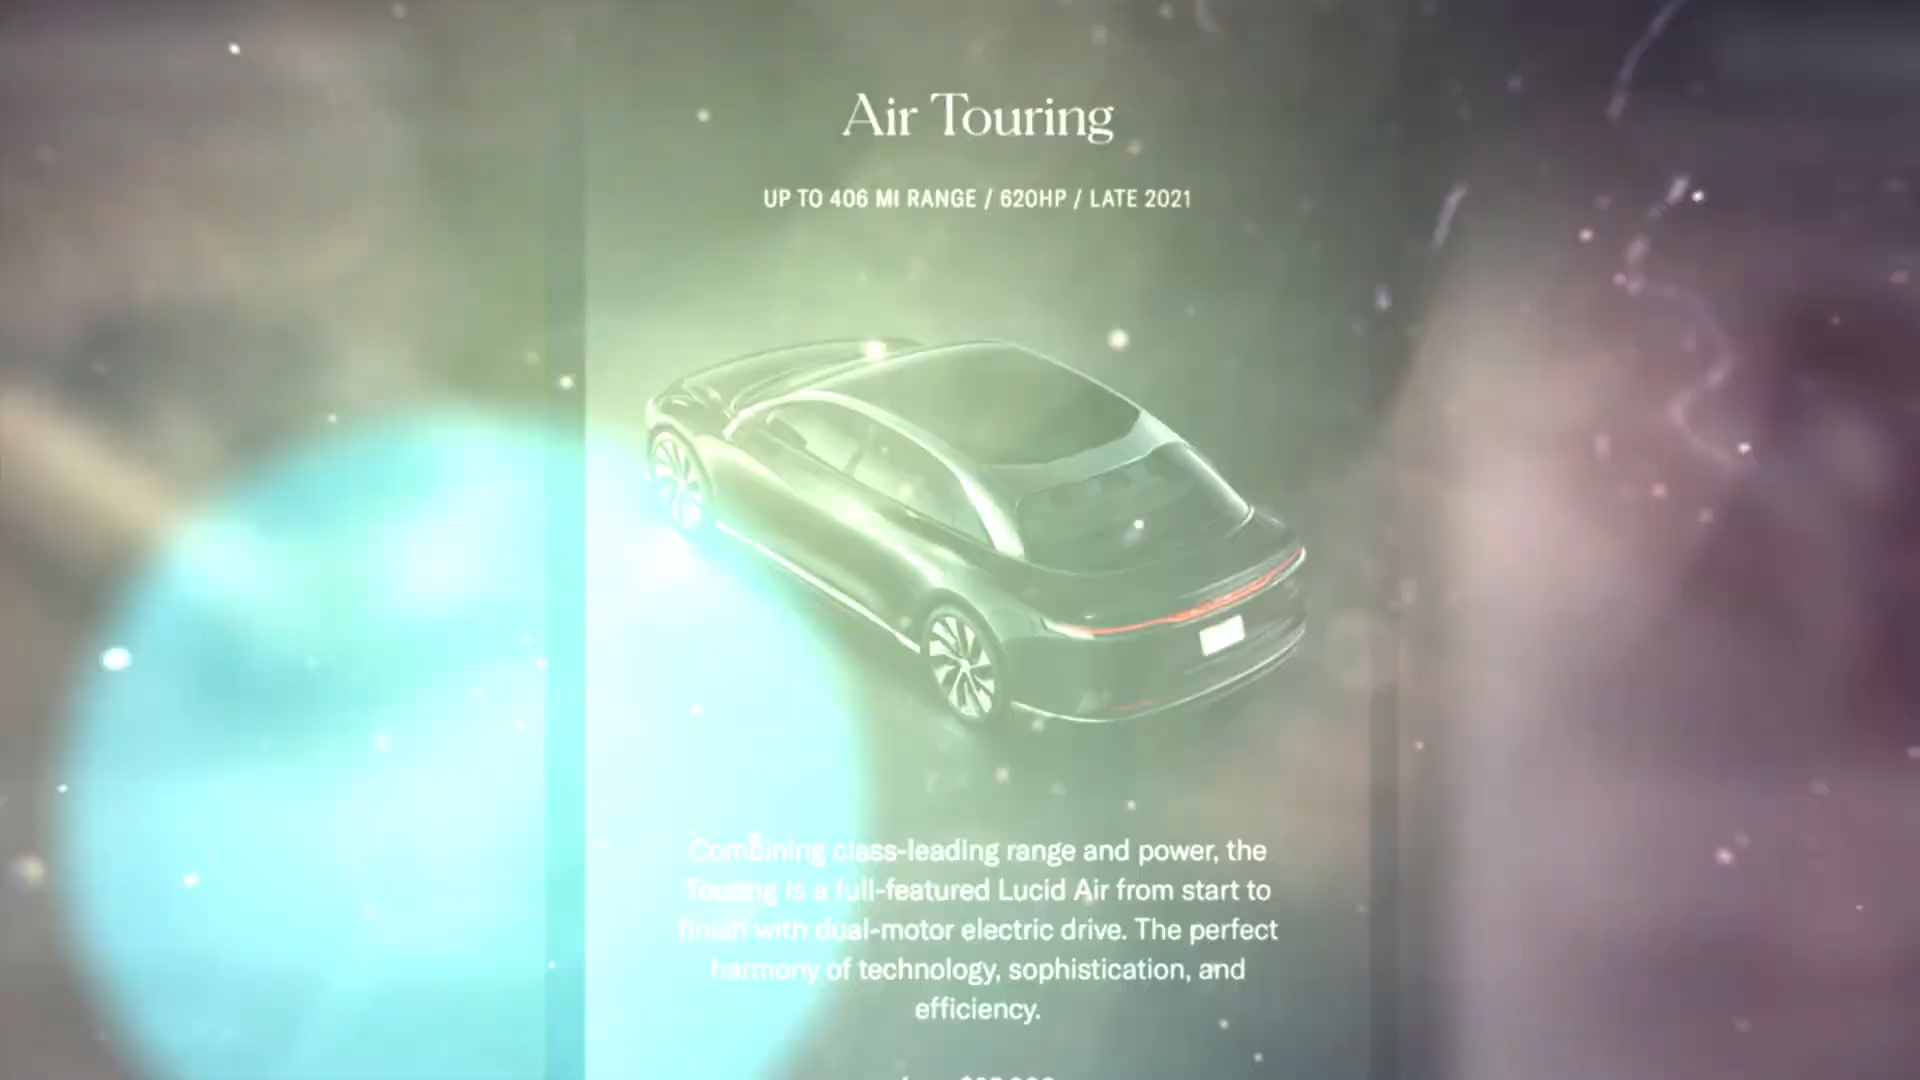 Air Touring
UP TO 406 MI RANGE / 620HP / LATE 2021
Combining class-leading range and power, the
Touring is a full-featured Lucid Air from start to
finish with dual-motor electric drive. The perfect
harmony of technology, sophistication, and
efficiency.